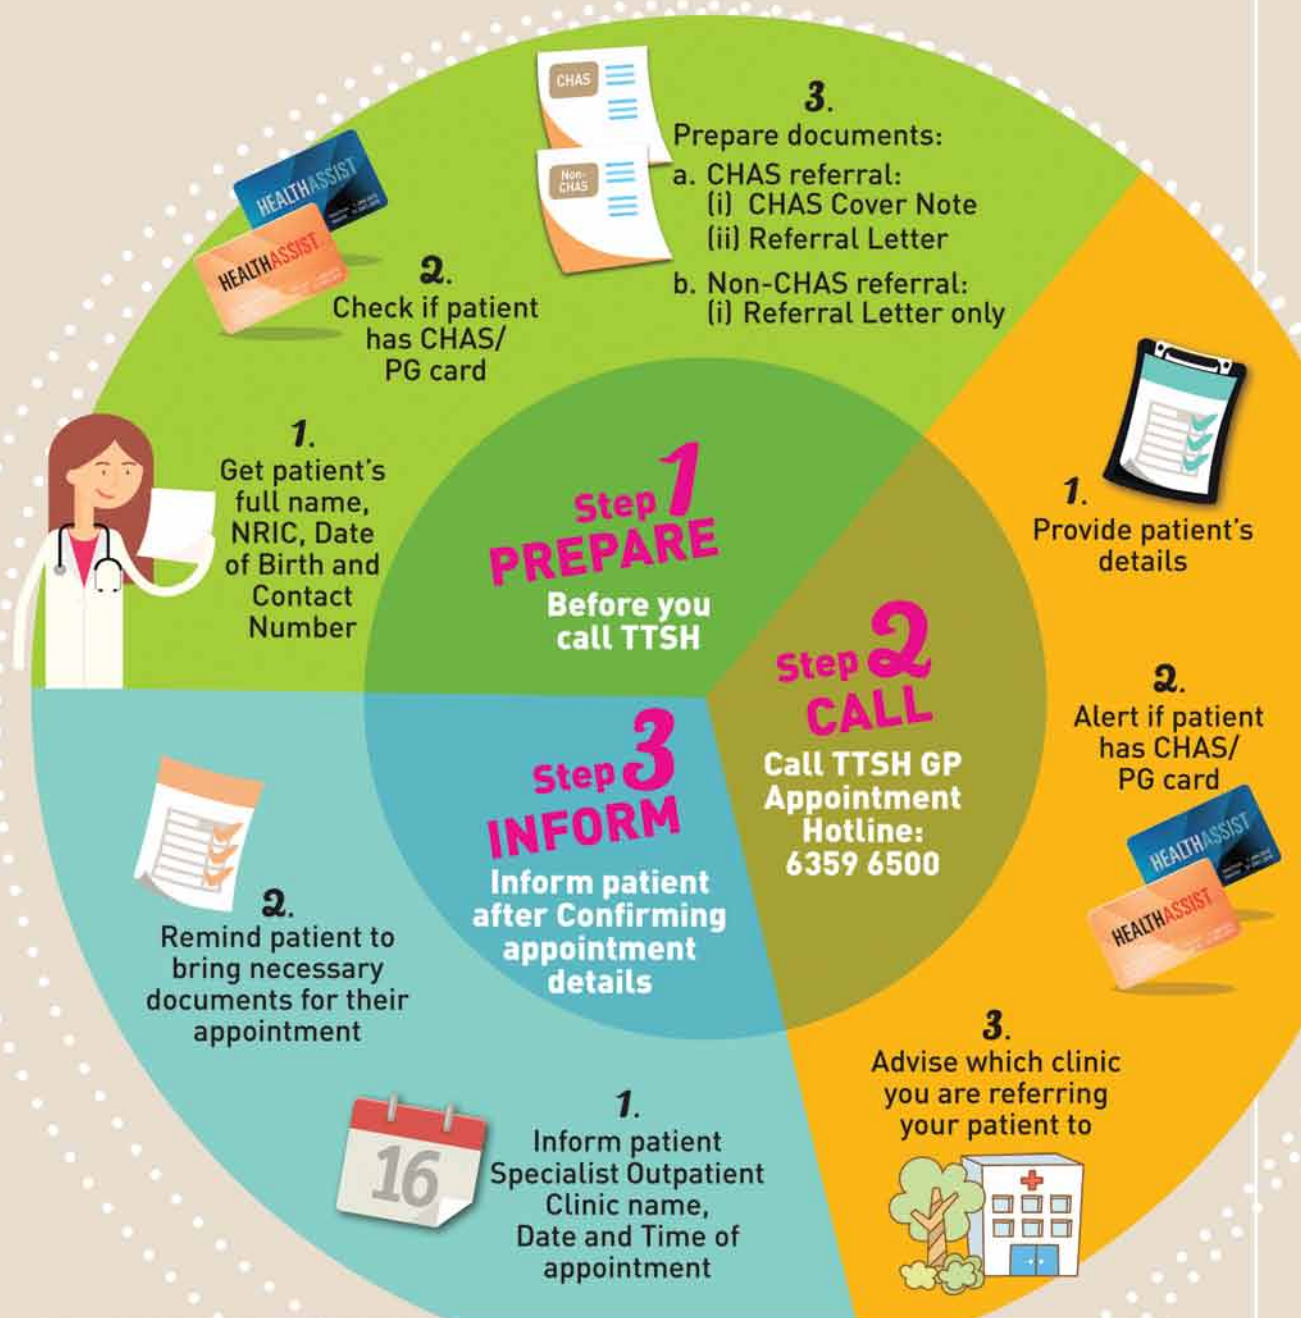 Step 1
PREPARE
Before you
call TTSH
1.
Get patient's
full name,
NRIC, Date
of Birth and
Contact
Number
2.
Check if patient
has CHAS/
PG card
HEALTHASSIST
HEALTHASSIST
3.
Prepare documents:
a. CHAS referral:
(i) CHAS Cover Note
(ii) Referral Letter
b. Non-CHAS referral:
(i) Referral Letter only
CHAS
Non-
CHAS
Step 2
CALL
Call TTSH GP
Appointment
Hotline:
6359 6500
1.
Provide patient's
details
2.
Alert if patient
has CHAS/
PG card
HEALTHASSIST
HEALTHASSIST
3.
Advise which clinic
you are referring
your patient to
Step 3
INFORM
Inform patient
after Confirming
appointment
details
1.
Inform patient
Specialist Outpatient
Clinic name,
Date and Time of
appointment
16
2.
Remind patient to
bring necessary
documents for their
appointment